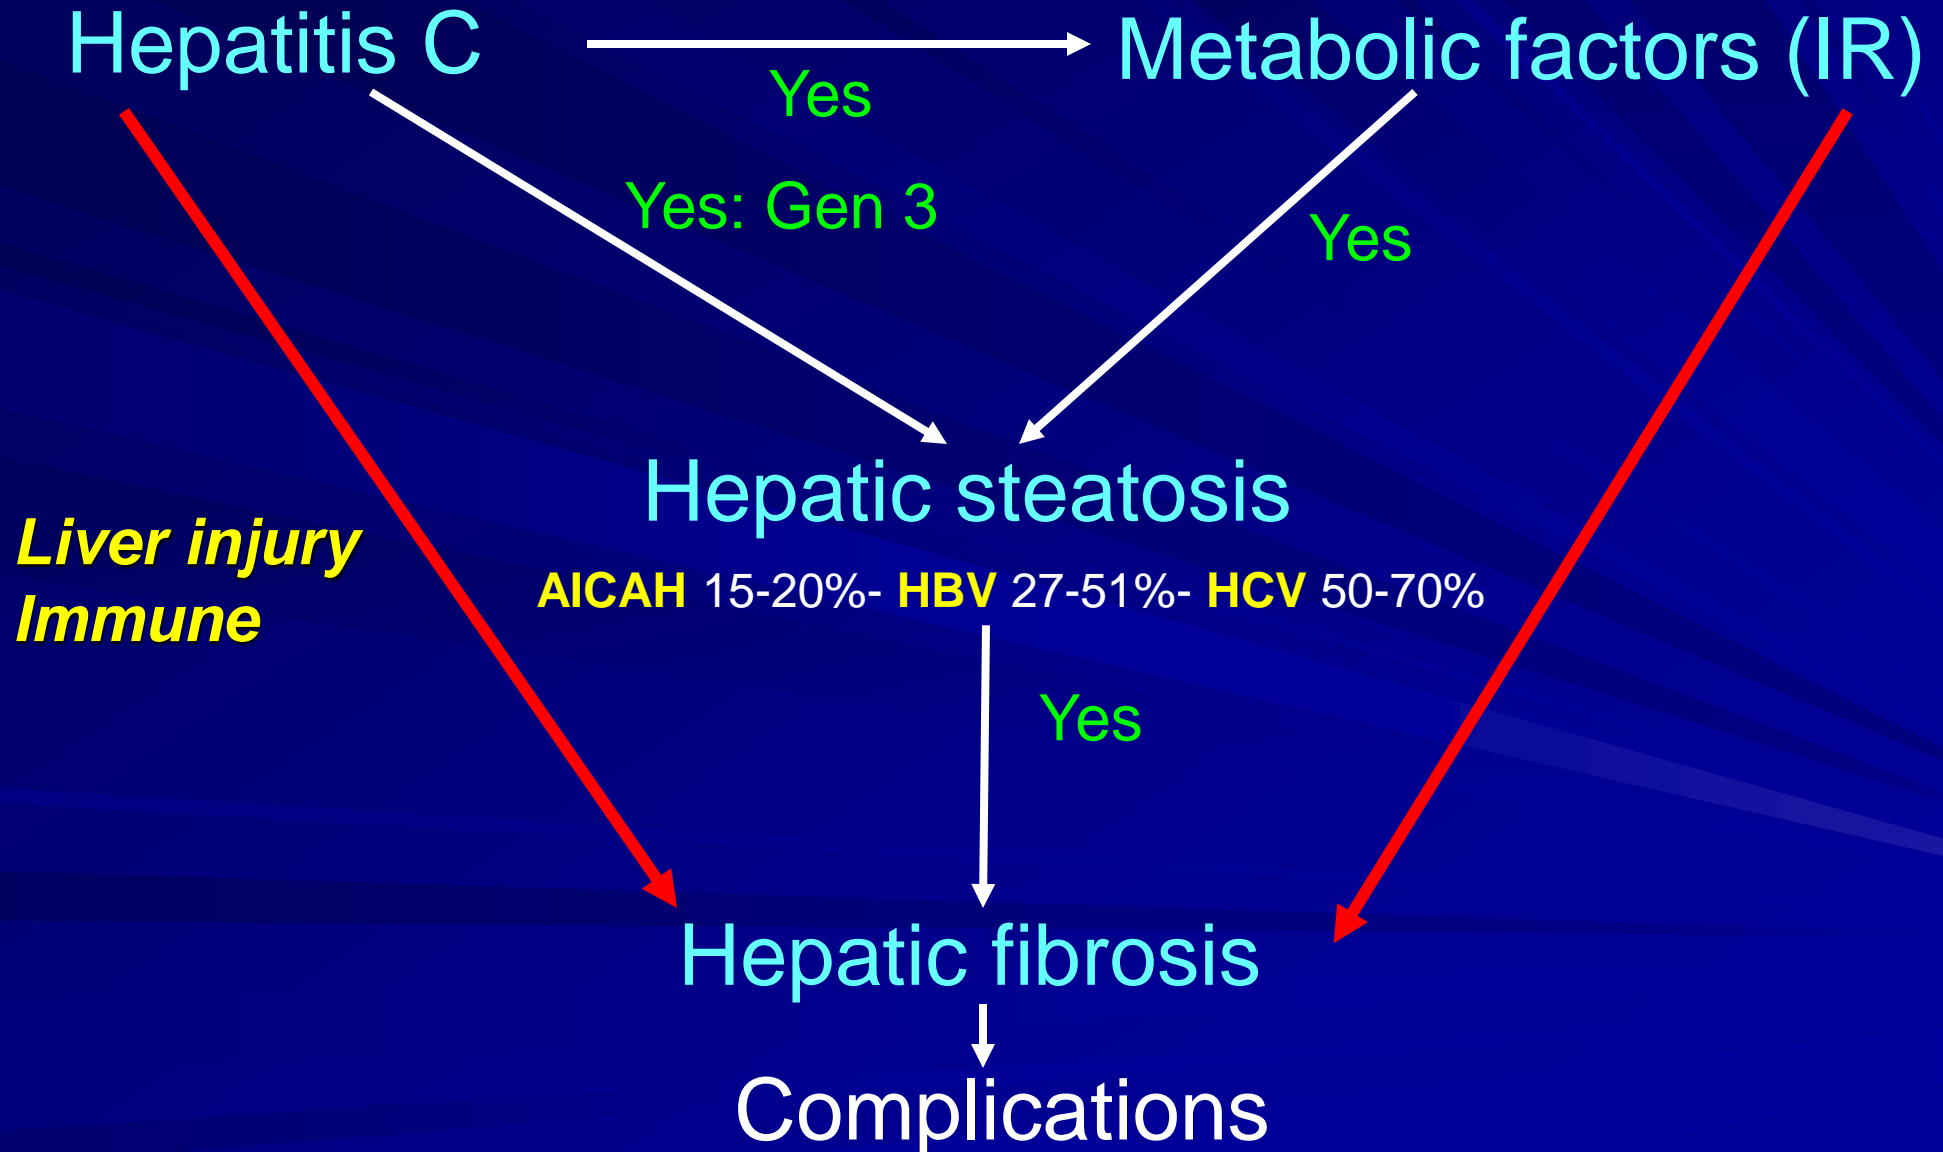 Hepatitis C
Metabolic factors (IR)
Yes
Yes: Gen 3
Yes
Hepatic steatosis
Liver injury
Immune
AICAH 15-20%- HBV 27-51%- HCV 50-70%
Yes
Hepatic fibrosis
Complications